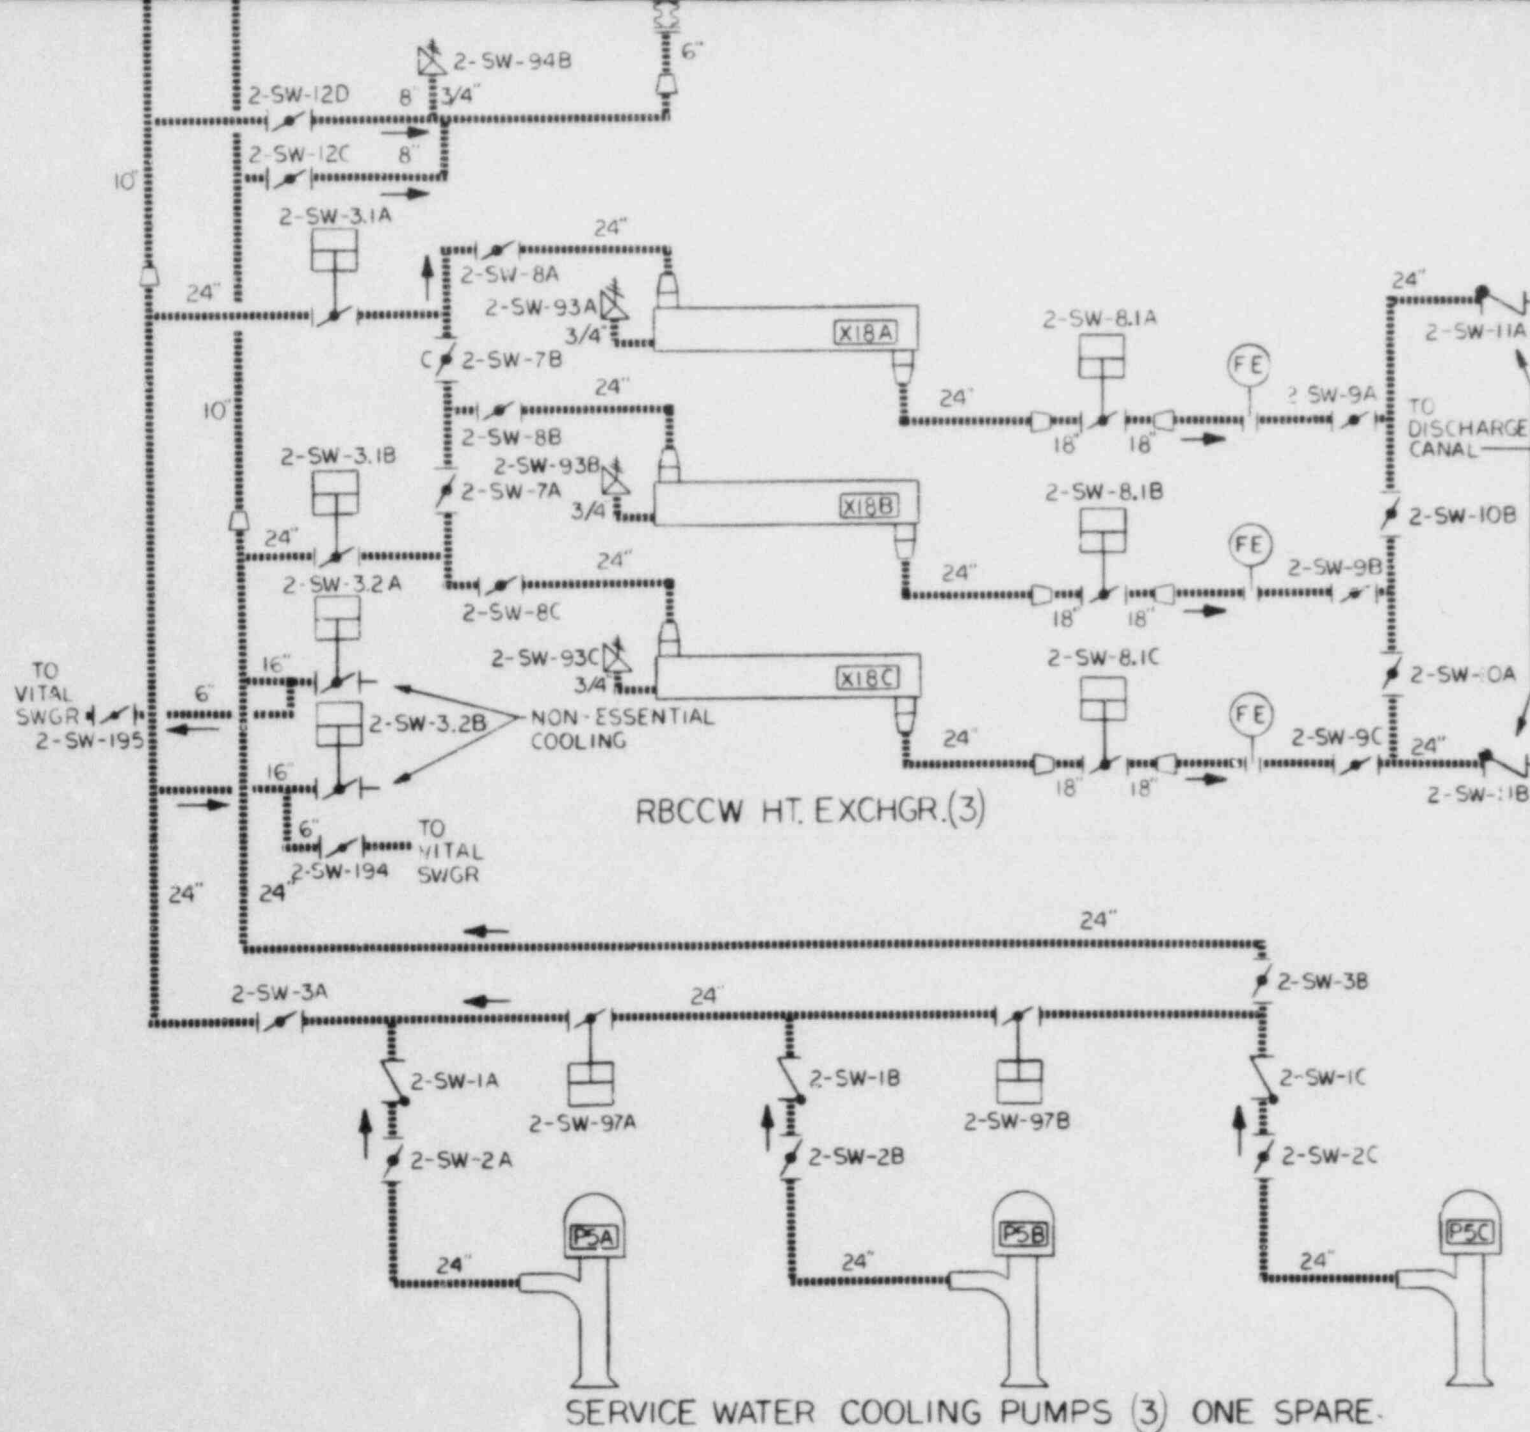 6"
2-SW-94B
2-SW-12D
8"
3/4"
2-SW-12C
8"
10"
2-SW-3.1A
24"
24"
2-SW-8A
2-SW-93A
3/4"
X18A
2-SW-8.1A
24"
2-SW-11A
C
2-SW-7B
FE
24"
24"
2-SW-9A
TO
DISCHARGE
CANAL
10"
18"
18"
2-SW-8B
2-SW-3.1B
2-SW-93B
2-SW-7A
3/4"
X18B
2-SW-8.1B
2-SW-10B
24"
FE
24"
24"
2-SW-9B
2-SW-3.2A
18"
18"
2-SW-8C
2-SW-93C
3/4"
X18C
2-SW-8.1C
TO
VITAL
SWGR
2-SW-195
6"
16"
2-SW-3.2B
NON-ESSENTIAL
COOLING
FE
24"
2-SW-9C
24"
16"
18"
18"
RBCCW HT. EXCHGR.(3)
6"
TO
VITAL
SWGR
2-SW-194
24"
24"
24"
2-SW-3A
24"
2-SW-3B
2-SW-1A
2-SW-97A
2-SW-1B
2-SW-97B
2-SW-1C
2-SW-2A
2-SW-2B
2-SW-2C
P5A
P5B
P5C
24"
24"
24"
SERVICE WATER COOLING PUMPS (3) ONE SPARE.